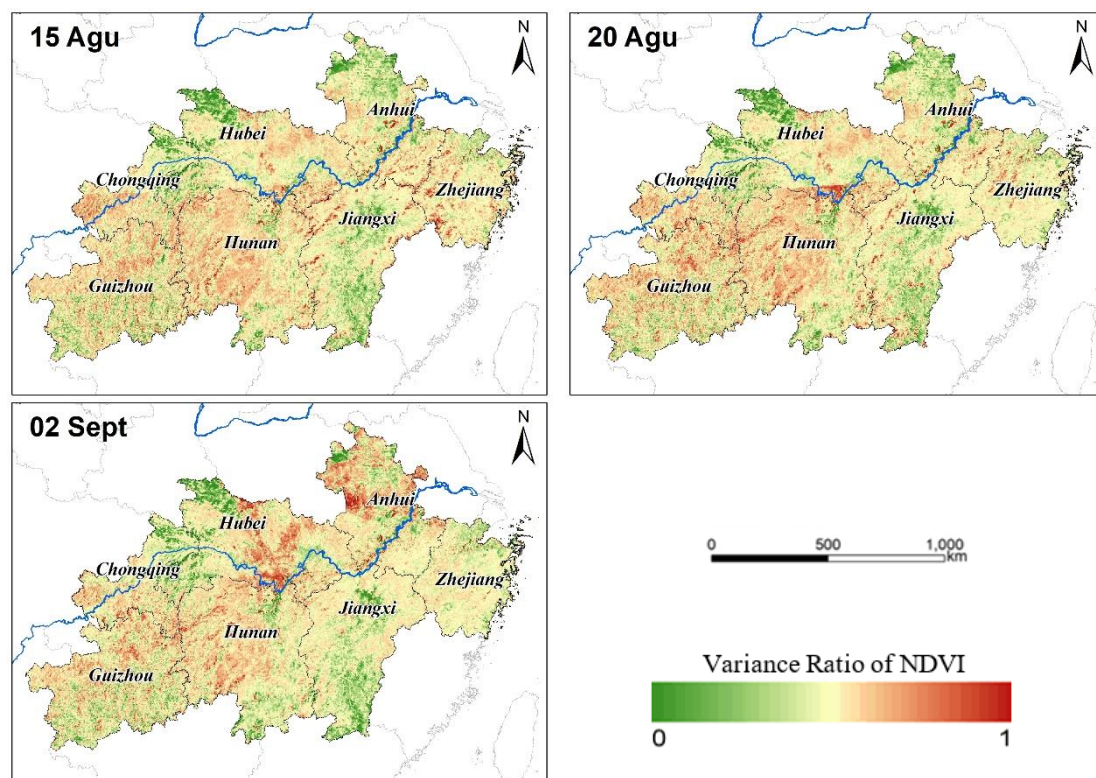 15 Agu
N
Anhui
Hubei
Chongqing
Zhejiang
Jiangxi
Hunan
Guizhou
20 Agu
N
Anhui
Hubei
Chongqing
Zhejiang
Jiangxi
Hunan
Guizhou
02 Sept
N
Anhui
Hubei
Chongqing
Zhejiang
Jiangxi
Hunan
Guizhou
0 500 1,000
km
Variance Ratio of NDVI
0 1